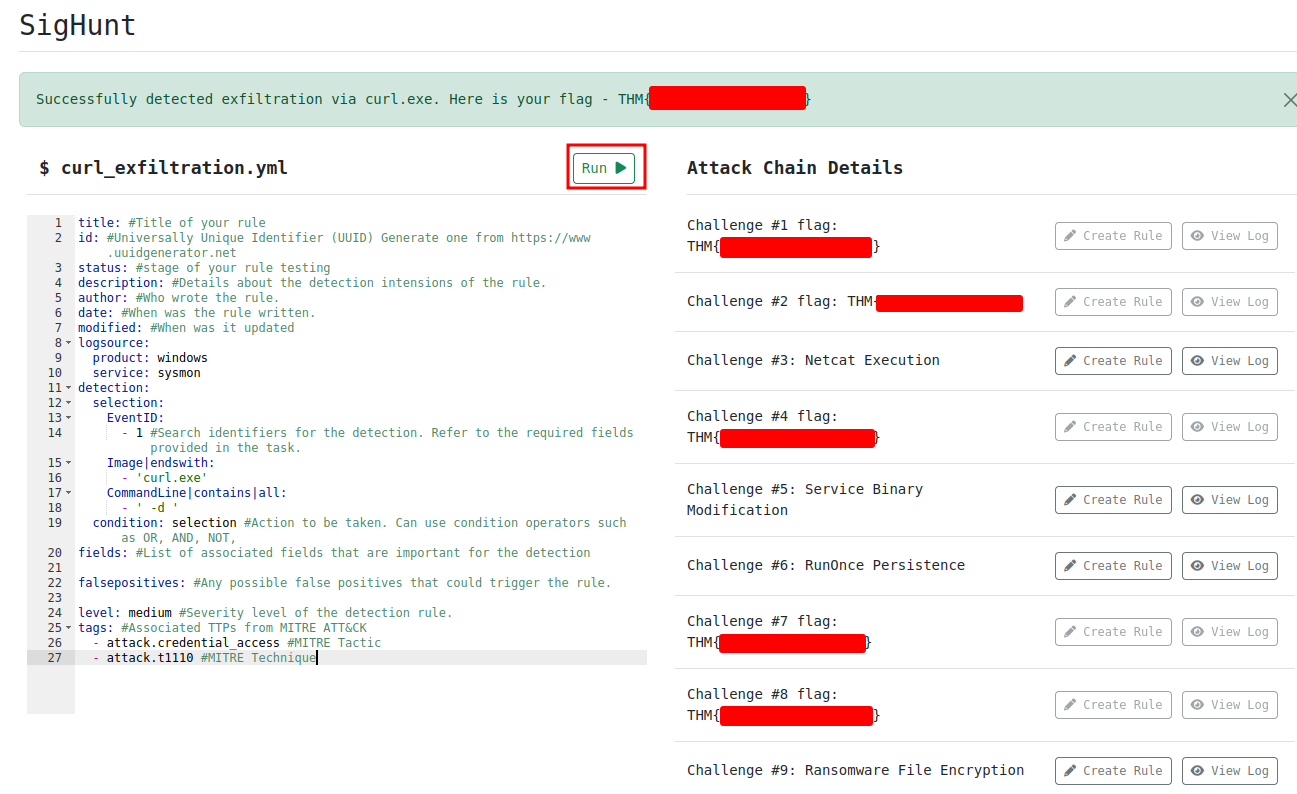 SigHunt
Successfully detected exfiltration via curl.exe. Here is your flag - THM{ }
$ curl_exfiltration.yml
Run
1 title: #Title of your rule
2 id: #Universally Unique Identifier (UUID) Generate one from https://www
.uuidgenerator.net
3 status: #stage of your rule testing
4 description: #Details about the detection intensions of the rule.
5 author: #Who wrote the rule.
6 date: #When was the rule written.
7 modified: #When was it updated
8 logsource:
9 product: windows
10 service: sysmon
11 detection:
12 selection:
13 EventID:
14 - 1 #Search identifiers for the detection. Refer to the required fields
provided in the task.
15 Image|endswith:
16 - 'curl.exe'
17 CommandLine|contains|all:
18 - ' -d '
19 condition: selection #Action to be taken. Can use condition operators such
as OR, AND, NOT,
20 fields: #List of associated fields that are important for the detection
21
22 falsepositives: #Any possible false positives that could trigger the rule.
23
24 level: medium #Severity level of the detection rule.
25 tags: #Associated TTPs from MITRE ATT&CK
26 - attack.credential_access #MITRE Tactic
27 - attack.t1110 #MITRE Technique
Attack Chain Details
Challenge #1 flag:
THM{ }
Create Rule View Log
Challenge #2 flag: THM
Create Rule View Log
Challenge #3: Netcat Execution
Create Rule View Log
Challenge #4 flag:
THM{ }
Create Rule View Log
Challenge #5: Service Binary
Modification
Create Rule View Log
Challenge #6: RunOnce Persistence
Create Rule View Log
Challenge #7 flag:
THM{ }
Create Rule View Log
Challenge #8 flag:
THM{ }
Create Rule View Log
Challenge #9: Ransomware File Encryption
Create Rule View Log